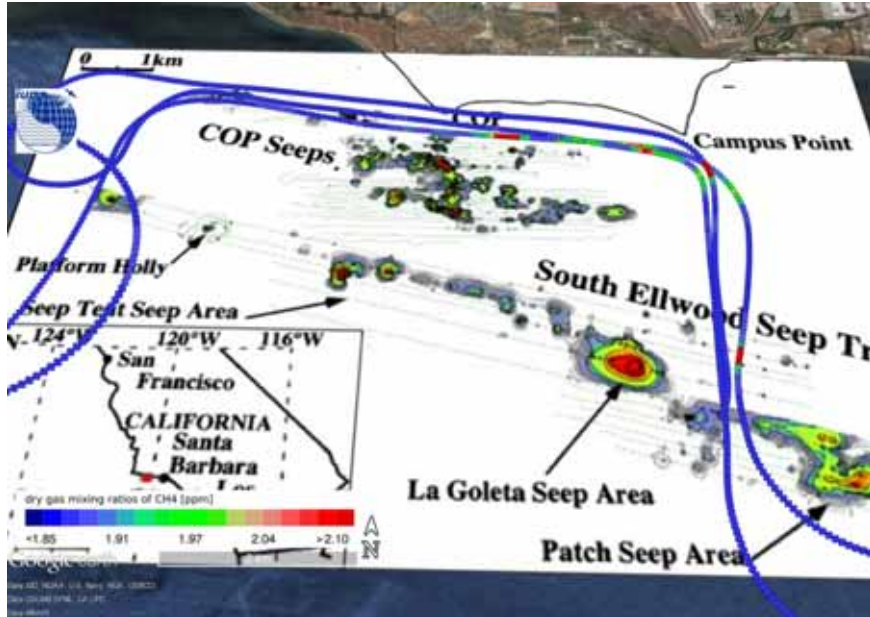 0 1km
COP
Campus Point
COP Seeps
Platform Holly
South Ellwood Seep Tr
Seep Tent Seep Area
124°W 120°W 116°W
San
Francisco
CALIFORNIA
Santa
Barbara
Los
La Goleta Seep Area
dry gas mixing ratios of CH4 [ppm]
<1.85 1.91 1.97 2.04 >2.10
N
Patch Seep Area
Google earth